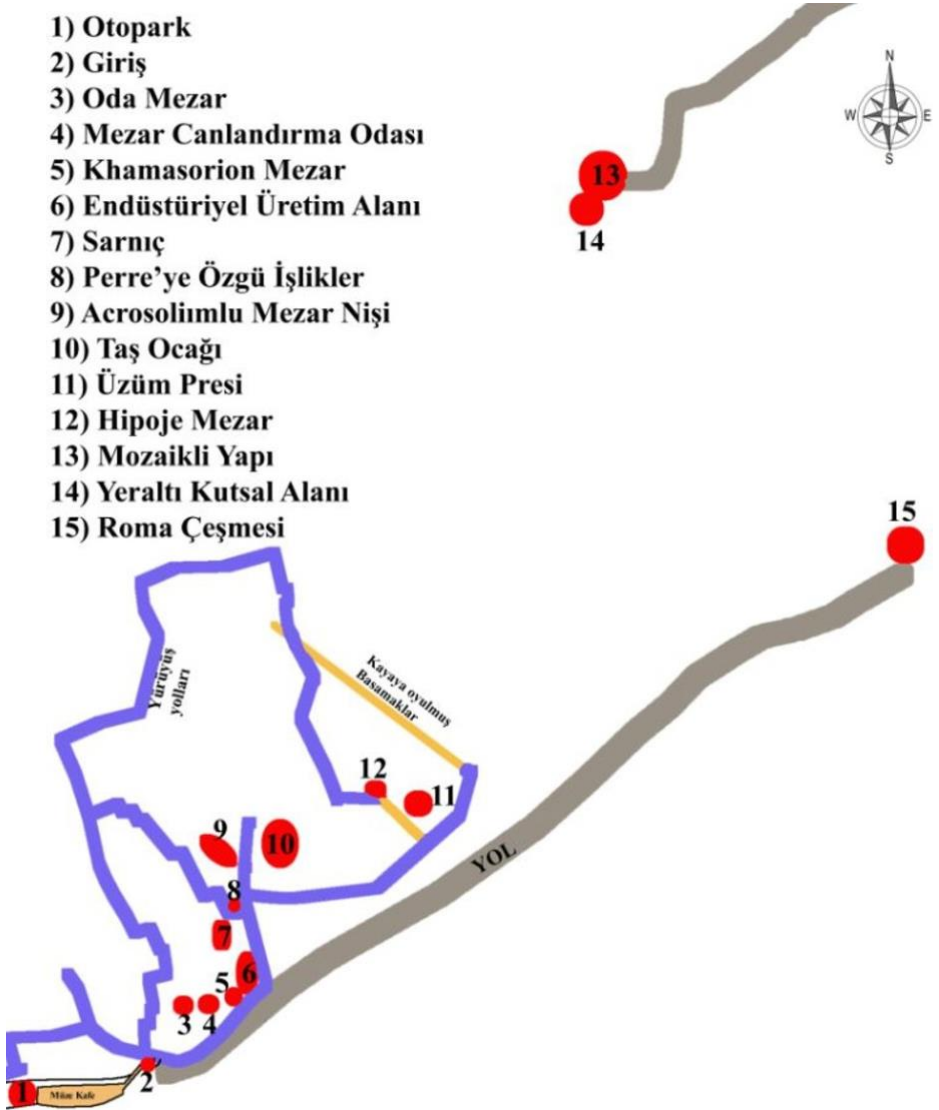 1) Otopark
2) Giriş
3) Oda Mezar
4) Mezar Canlandırma Odası
5) Khamasorion Mezar
6) Endüstüriyel Üretim Alanı
7) Sarnıç
8) Perre’ye Özgü İşlikler
9) Acrosoliımlu Mezar Nişi
10) Taş Ocağı
11) Üzüm Presi
12) Hipoje Mezar
13) Mozaikli Yapı
14) Yeraltı Kutsal Alanı
15) Roma Çeşmesi
N
W
E
S
13
14
15
Yürüyüş
yolları
Kayaya oyulmuş
Basamaklar
12
11
9
10
YOL
8
7
5
6
3
4
2
1
Müze Kafe